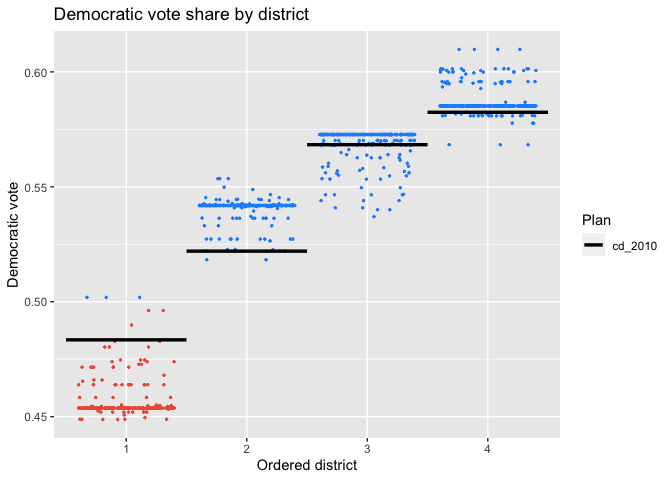 Democratic vote share by district
0.60
0.55
0.50
0.45
Democratic vote
1 2 3 4
Ordered district
Plan
cd_2010